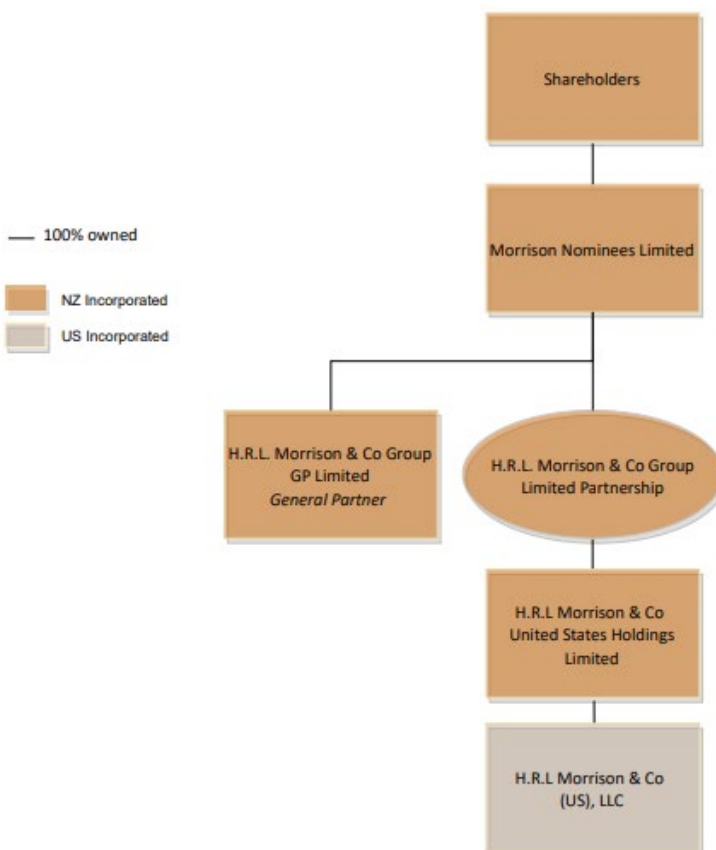 Shareholders
Morrison Nominees Limited
100% owned
NZ Incorporated
US Incorporated
H.R.L. Morrison & Co Group
GP Limited
General Partner
H.R.L. Morrison & Co Group
Limited Partnership
H.R.L Morrison & Co
United States Holdings
Limited
H.R.L Morrison & Co
(US), LLC